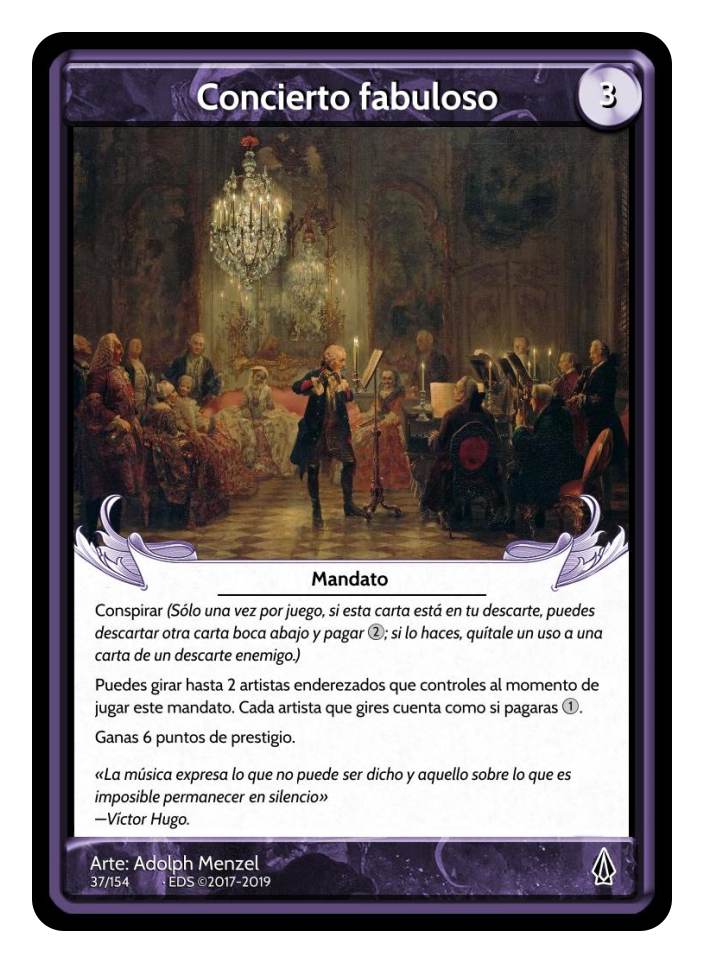 Concierto fabuloso
3
Mandato
Conspirar (Sólo una vez por juego, si esta carta está en tu descarte, puedes
descartar otra carta boca abajo y pagar 2; si lo haces, quítale un uso a una
carta de un descarte enemigo.)
Puedes girar hasta 2 artistas enderezados que controles al momento de
jugar este mandato. Cada artista que gires cuenta como si pagaras 1.
Ganas 6 puntos de prestigio.
«La música expresa lo que no puede ser dicho y aquello sobre lo que es
imposible permanecer en silencio»
—Victor Hugo.
Arte: Adolph Menzel
37/154 · EDS ©2017-2019